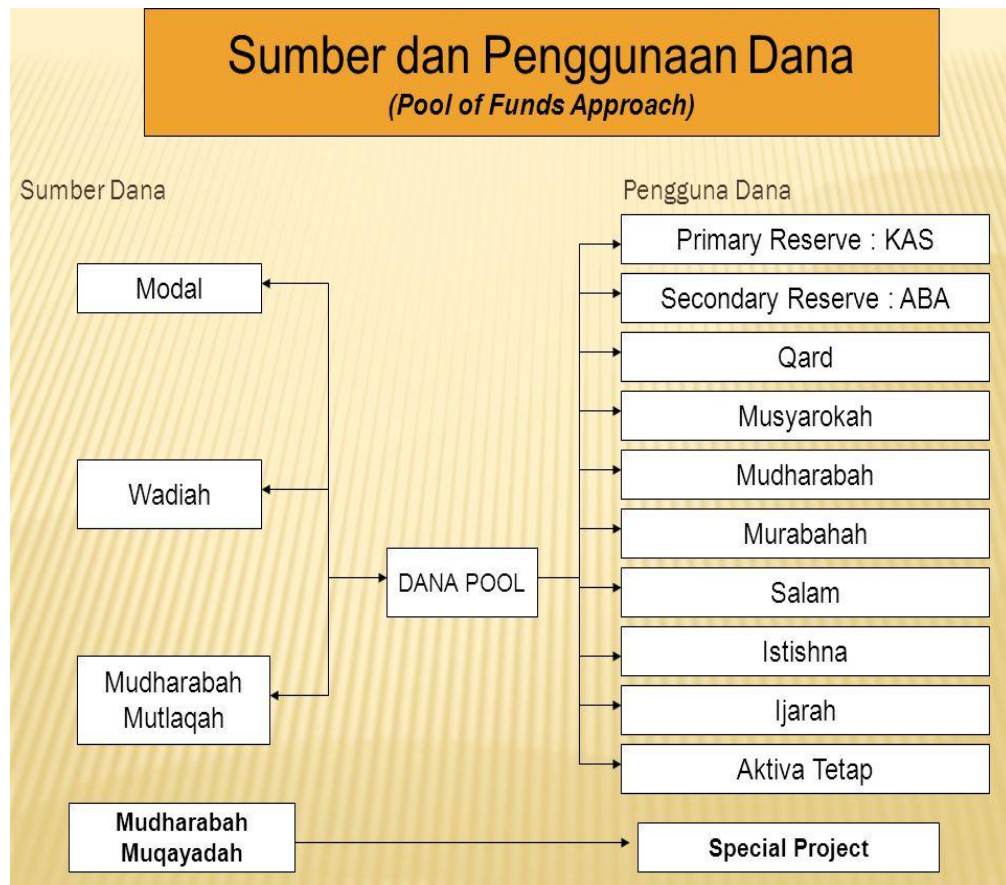 Sumber dan Penggunaan Dana
(Pool of Funds Approach)
Sumber Dana
Modal
Wadiah
Mudharabah
Mutlaqah
Mudharabah
Muqayadah
DANA POOL
Pengguna Dana
Primary Reserve : KAS
Secondary Reserve : ABA
Qard
Musyarokah
Mudharabah
Murabahah
Salam
Istishna
Ijarah
Aktiva Tetap
Special Project